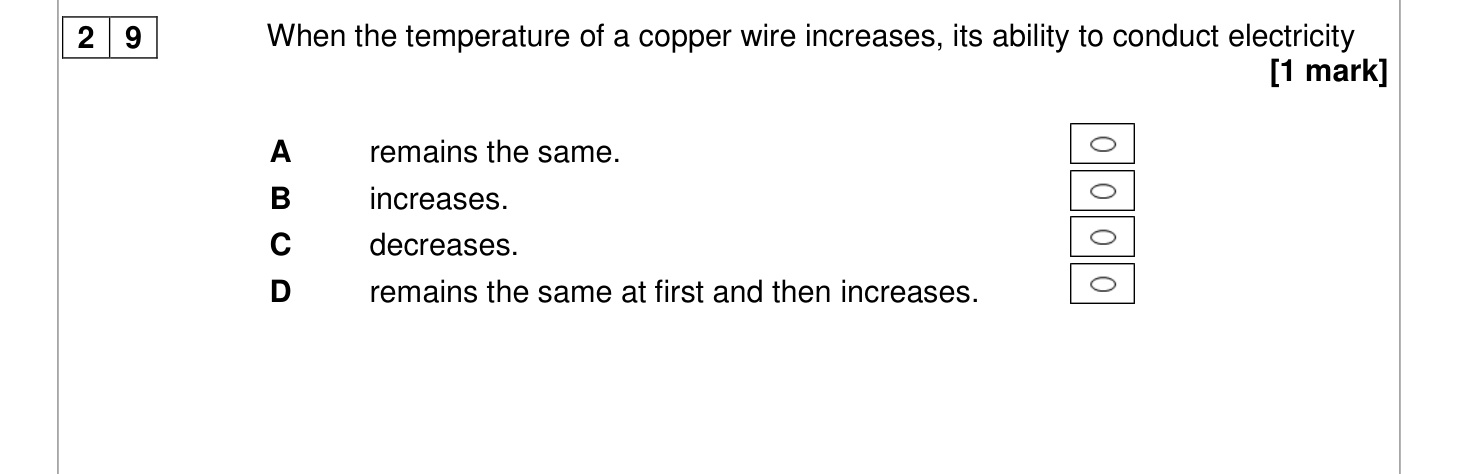 2 9 When the temperature of a copper wire increases, its ability to conduct electricity
[1 mark]
A remains the same.
B increases.
C decreases.
D remains the same at first and then increases.